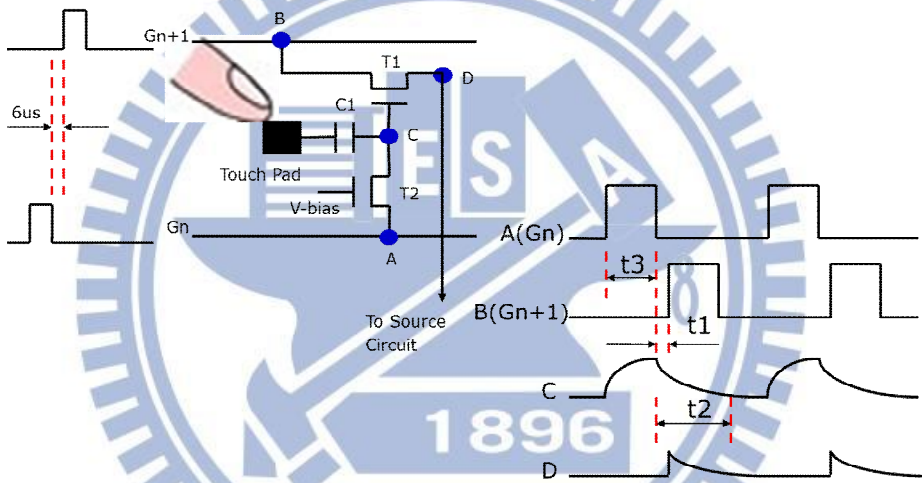 B
Gn+1
T1
D
6us
C1
C
Touch Pad
T2
V-bias
Gn
A
To Source
Circuit
A(Gn)
t3
B(Gn+1)
t1
C
t2
D
E S
A
8
1896